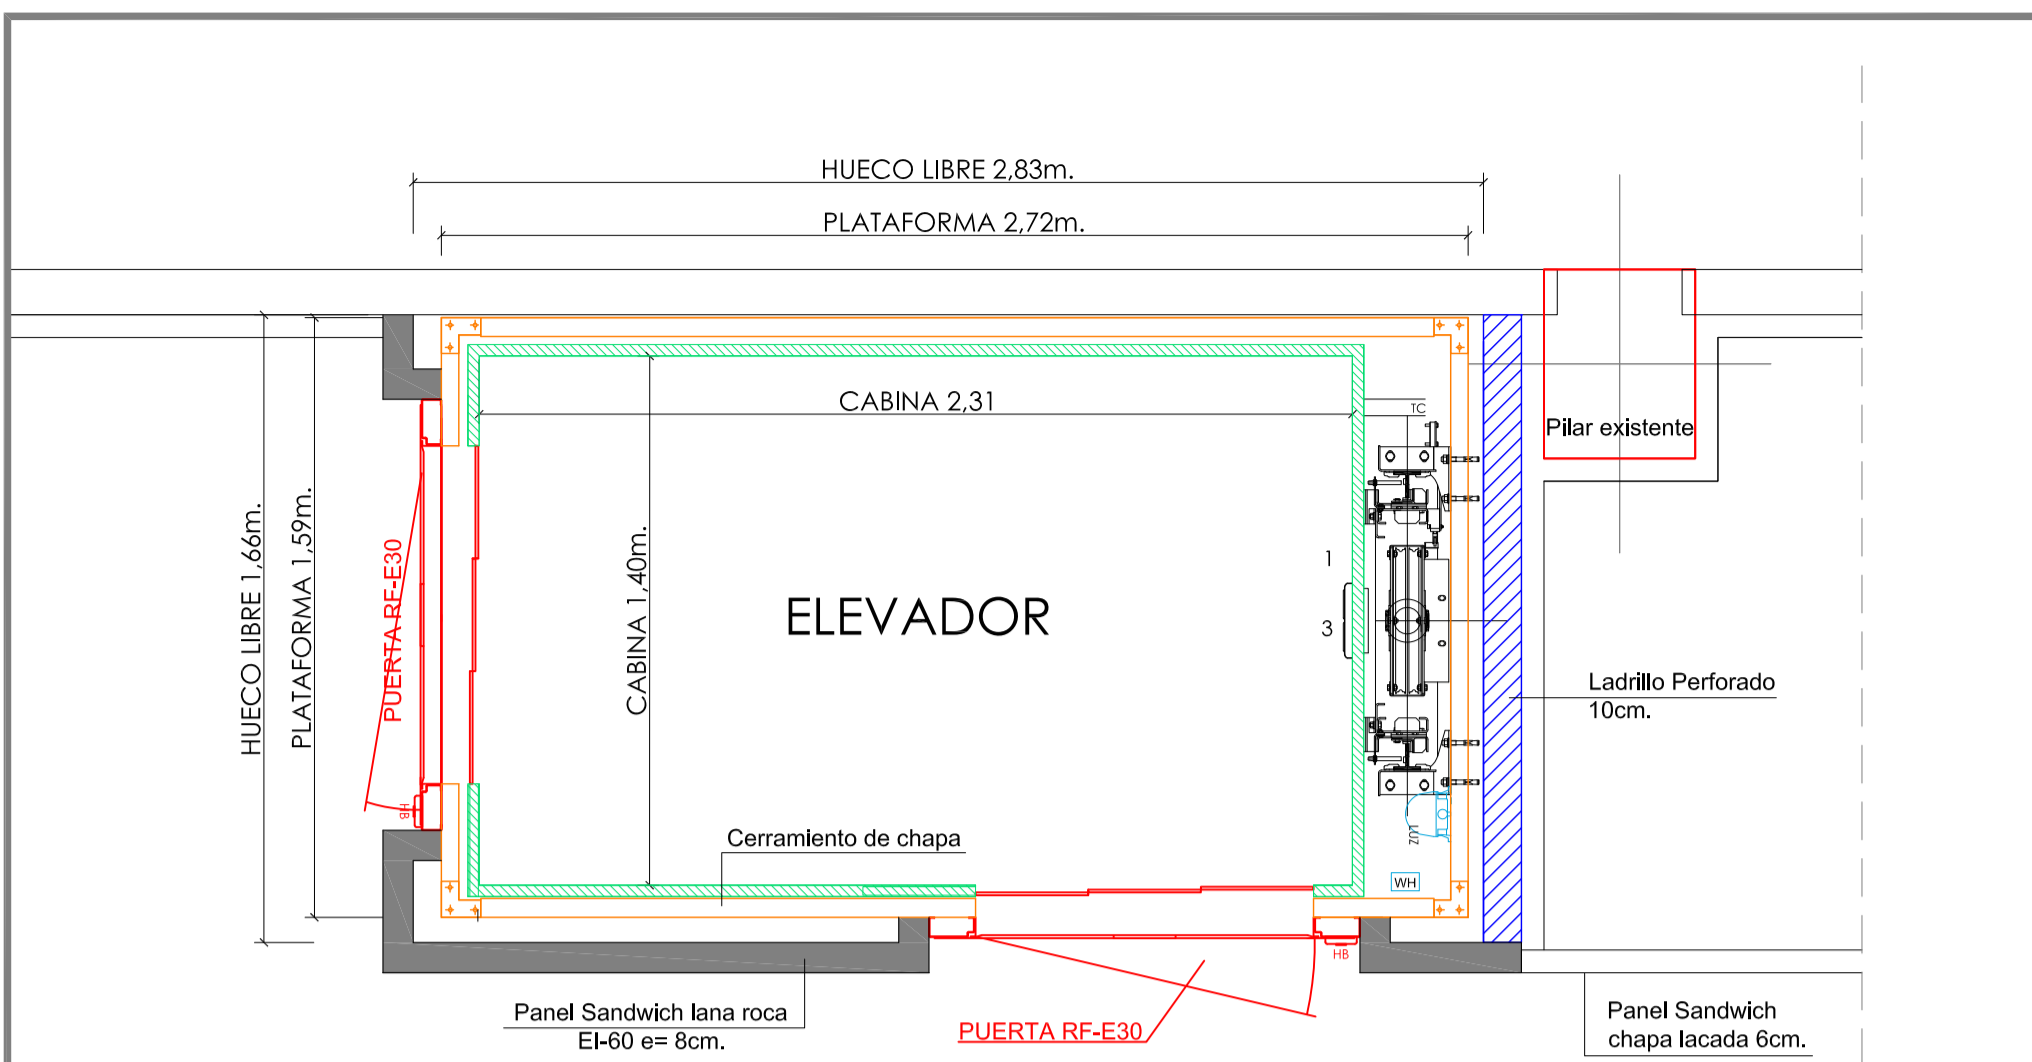 HUECO LIBRE 2,83m.
PLATAFORMA 2,72m.
CABINA 2,31
TC
Pilar existente
HUECO LIBRE 1,66m.
PLATAFORMA 1,59m.
PUERTA RF-E30
CABINA 1,40m.
ELEVADOR
1
3
Ladrillo Perforado
10cm.
HB
Cerramiento de chapa
LUZ
WH
HB
Panel Sandwich lana roca
EI-60 e= 8cm.
PUERTA RF-E30
Panel Sandwich
chapa lacada 6cm.